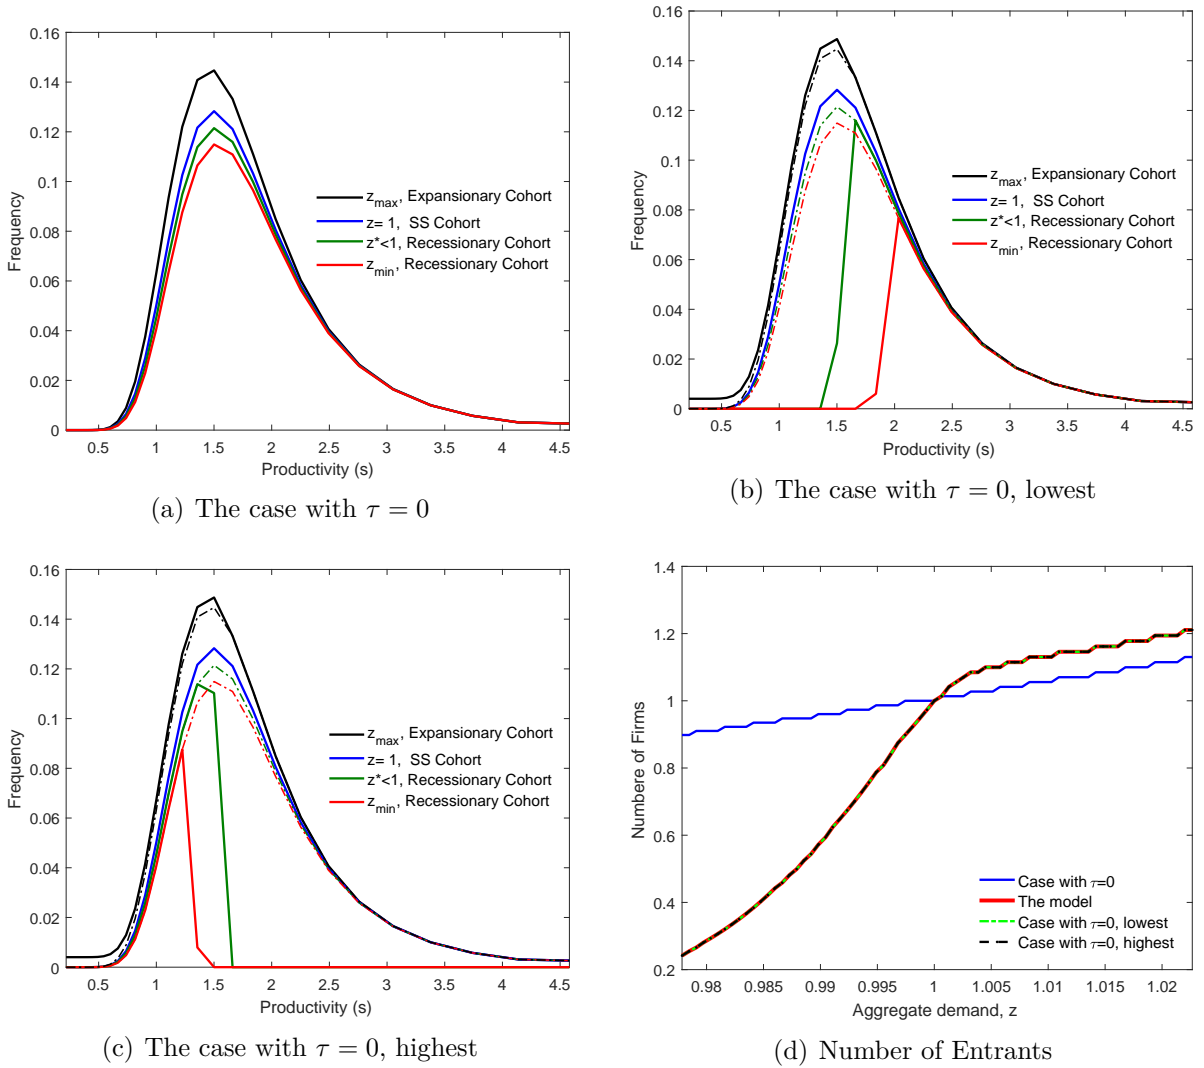 0.16
0.14
0.12
0.1
0.08
0.06
0.04
0.02
0
Frequency
0.5 1 1.5 2 2.5 3 3.5 4 4.5
Productivity (s)
z_max, Expansionary Cohort
z= 1, SS Cohort
z*<1, Recessionary Cohort
z_min, Recessionary Cohort
(a) The case with τ = 0
0.16
0.14
0.12
0.1
0.08
0.06
0.04
0.02
0
Frequency
0.5 1 1.5 2 2.5 3 3.5 4 4.5
Productivity (s)
z_max, Expansionary Cohort
z= 1, SS Cohort
z*<1, Recessionary Cohort
z_min, Recessionary Cohort
(b) The case with τ = 0, lowest
0.16
0.14
0.12
0.1
0.08
0.06
0.04
0.02
0
Frequency
0.5 1 1.5 2 2.5 3 3.5 4 4.5
Productivity (s)
z_max, Expansionary Cohort
z= 1, SS Cohort
z*<1, Recessionary Cohort
z_min, Recessionary Cohort
(c) The case with τ = 0, highest
1.4
1.2
1
0.8
0.6
0.4
0.2
Numbere of Firms
0.98 0.985 0.99 0.995 1 1.005 1.01 1.015 1.02
Aggregate demand, z
Case with τ=0
The model
Case with τ=0, lowest
Case with τ=0, highest
(d) Number of Entrants